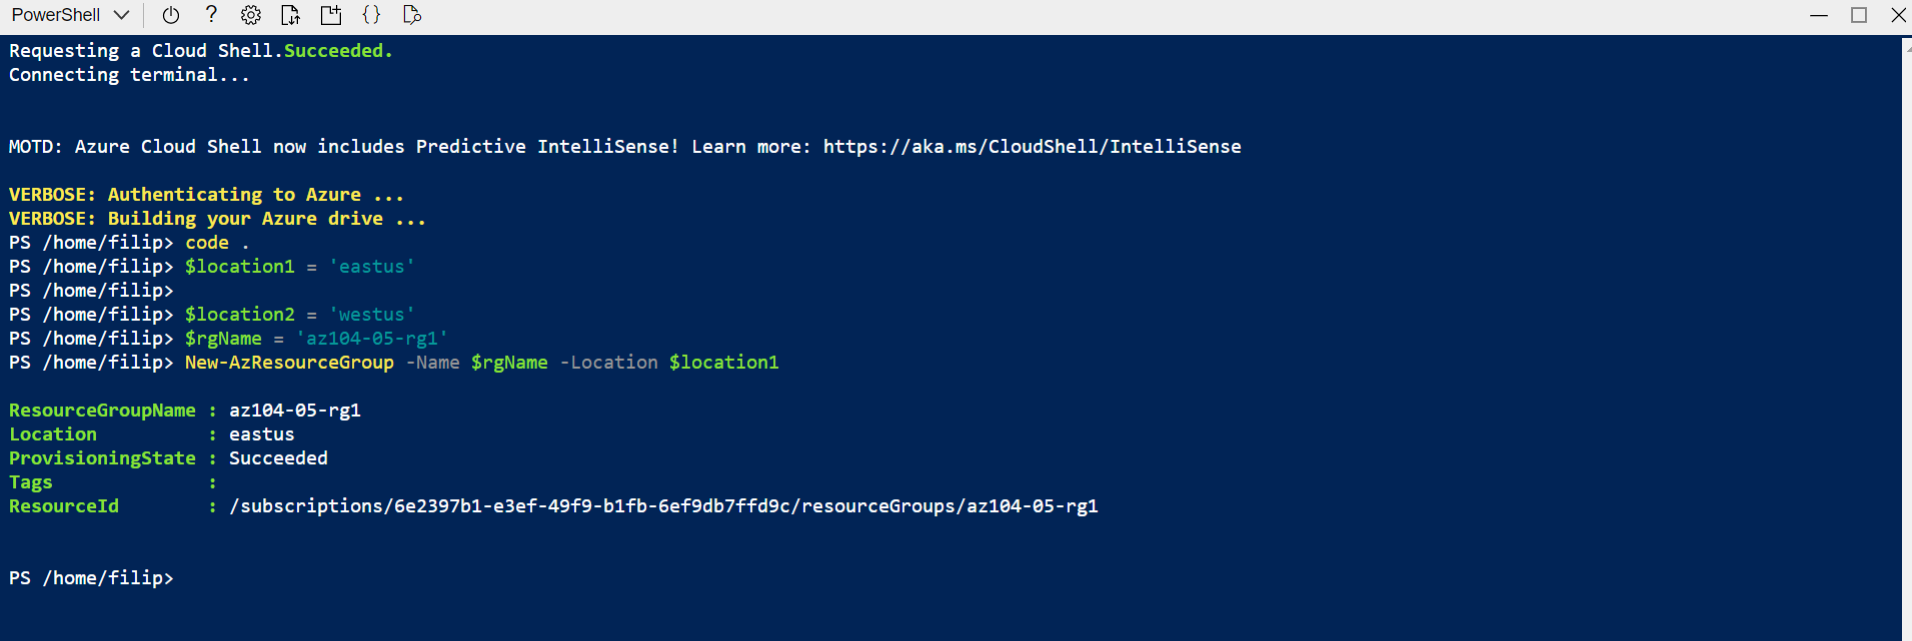 PowerShell
Requesting a Cloud Shell.Succeeded.
Connecting terminal...
MOTD: Azure Cloud Shell now includes Predictive IntelliSense! Learn more: https://aka.ms/CloudShell/IntelliSense
VERBOSE: Authenticating to Azure ...
VERBOSE: Building your Azure drive ...
PS /home/filip> code .
PS /home/filip> $location1 = 'eastus'
PS /home/filip>
PS /home/filip> $location2 = 'westus'
PS /home/filip> $rgName = 'az104-05-rg1'
PS /home/filip> New-AzResourceGroup -Name $rgName -Location $location1
ResourceGroupName : az104-05-rg1
Location          : eastus
ProvisioningState : Succeeded
Tags              :
ResourceId        : /subscriptions/6e2397b1-e3ef-49f9-b1fb-6ef9db7ffd9c/resourceGroups/az104-05-rg1
PS /home/filip>